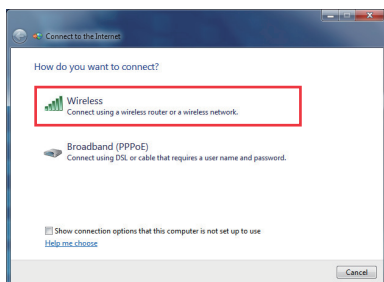 Connect to the Internet
How do you want to connect?
Wireless
Connect using a wireless router or a wireless network.
Broadband (PPPoE)
Connect using DSL or cable that requires a user name and password.
Show connection options that this computer is not set up to use
Help me choose
Cancel